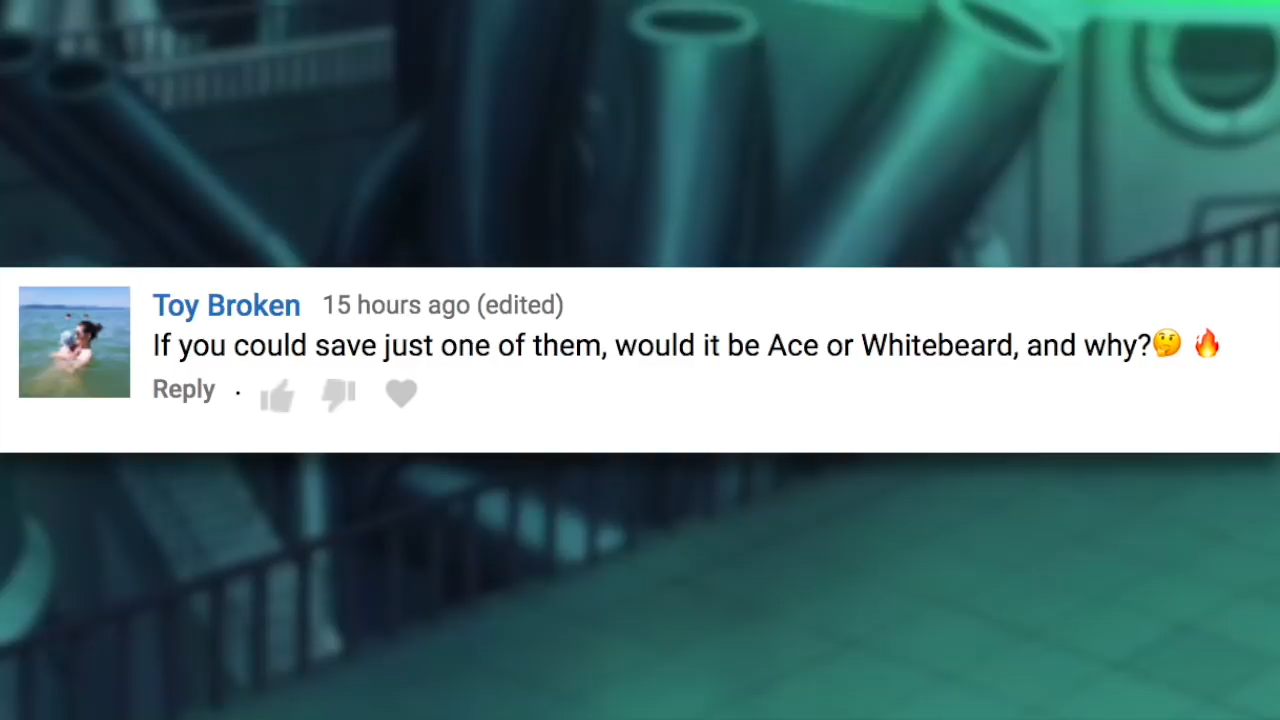 Toy Broken 15 hours ago (edited)
If you could save just one of them, would it be Ace or Whitebeard, and why?🤔 🔥
Reply ·